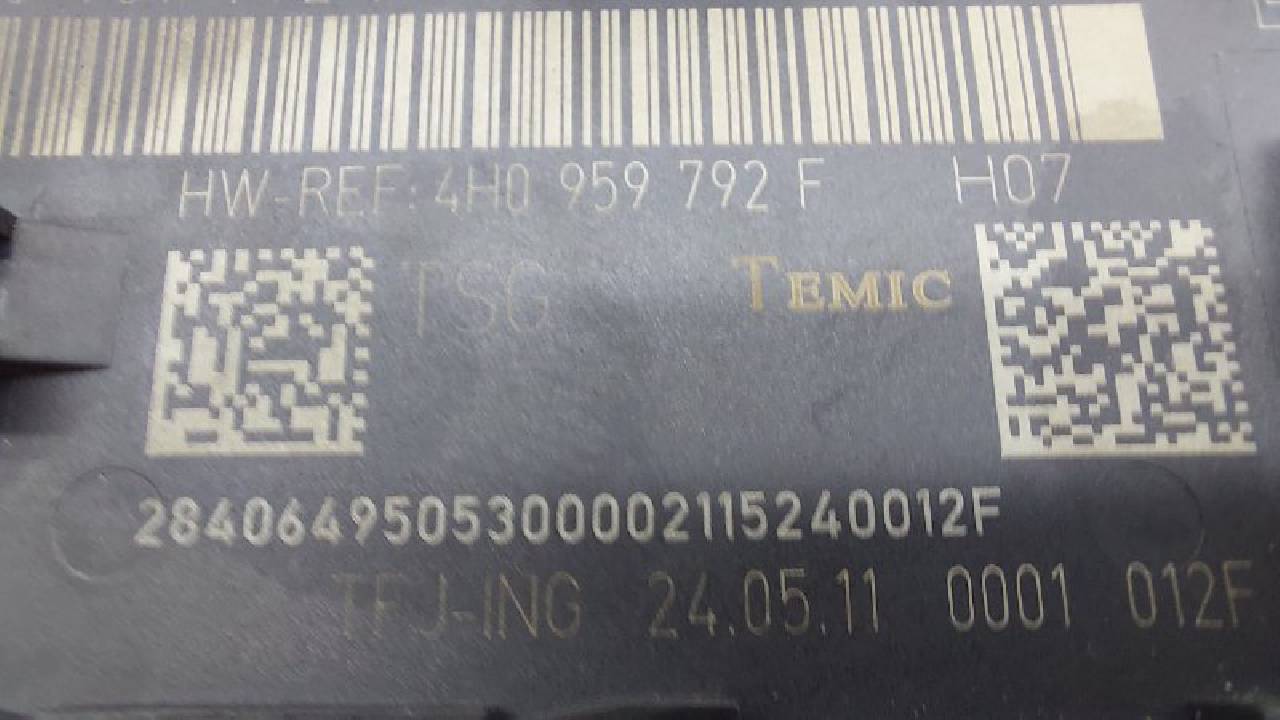 HW-REF: 4H0 959 792 F H07
TSG TEMIC
2840649505300002115240012F
TFJ-ING 24.05.11 0001 012F